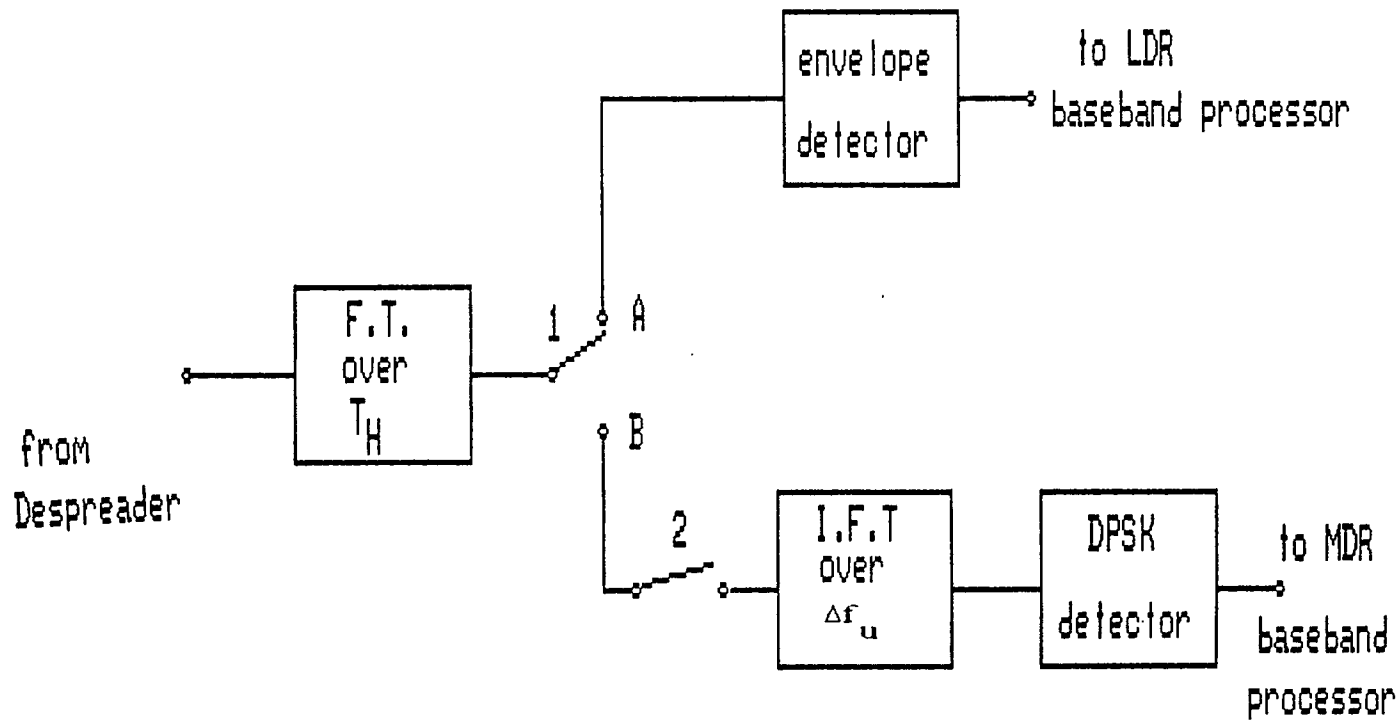 envelope
detector
to LDR
baseband processor
F.T.
over
T_H
1
A
B
from
Despreader
2
I.F.T
over
Δf_u
DPSK
detector
to MDR
baseband
processor